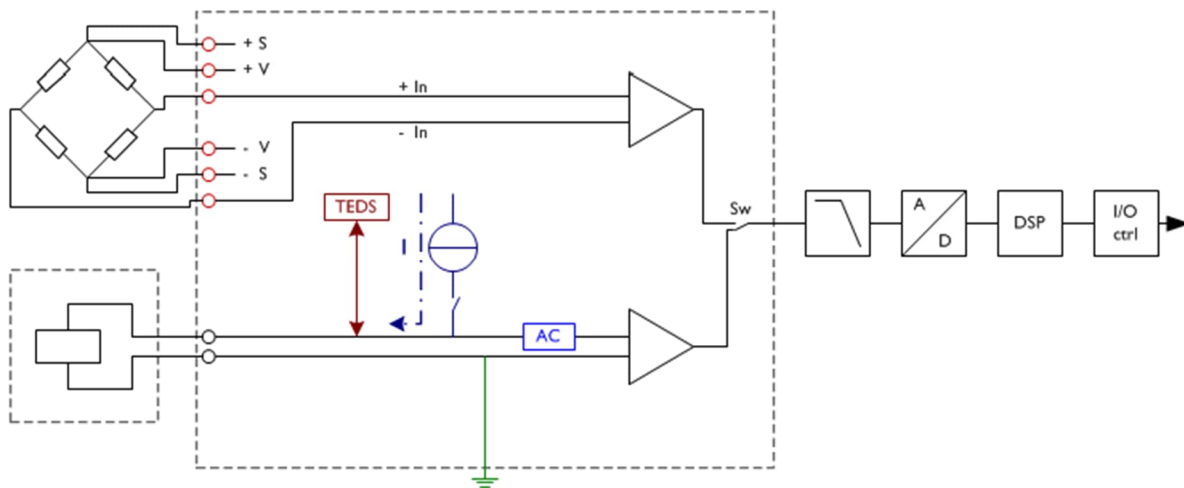 + S
+ V
+ In
- In
- V
- S
TEDS
I
Sw
A
D
DSP
I/O
ctrl
AC